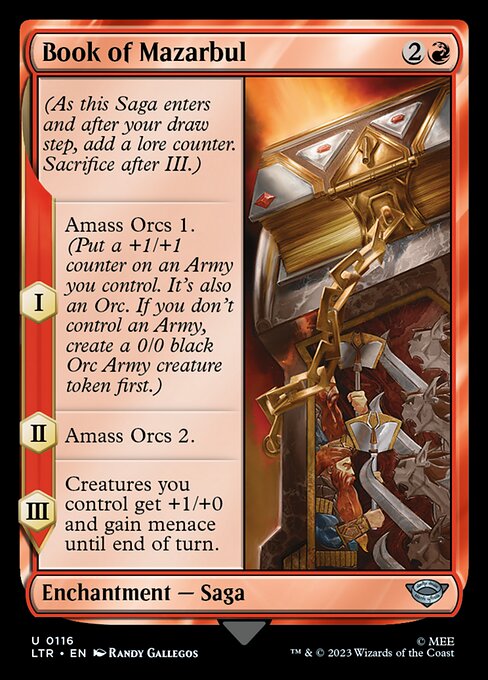 Book of Mazarbul 2
(As this Saga enters
and after your draw
step, add a lore counter.
Sacrifice after III.)
I
Amass Orcs 1.
(Put a +1/+1
counter on an Army
you control. It's also
an Orc. If you don't
control an Army,
create a 0/0 black
Orc Army creature
token first.)
II
Amass Orcs 2.
III
Creatures you
control get +1/+0
and gain menace
until end of turn.
Enchantment — Saga
U 0116
LTR • EN Randy Gallegos
© MEE
™ & © 2023 Wizards of the Coast